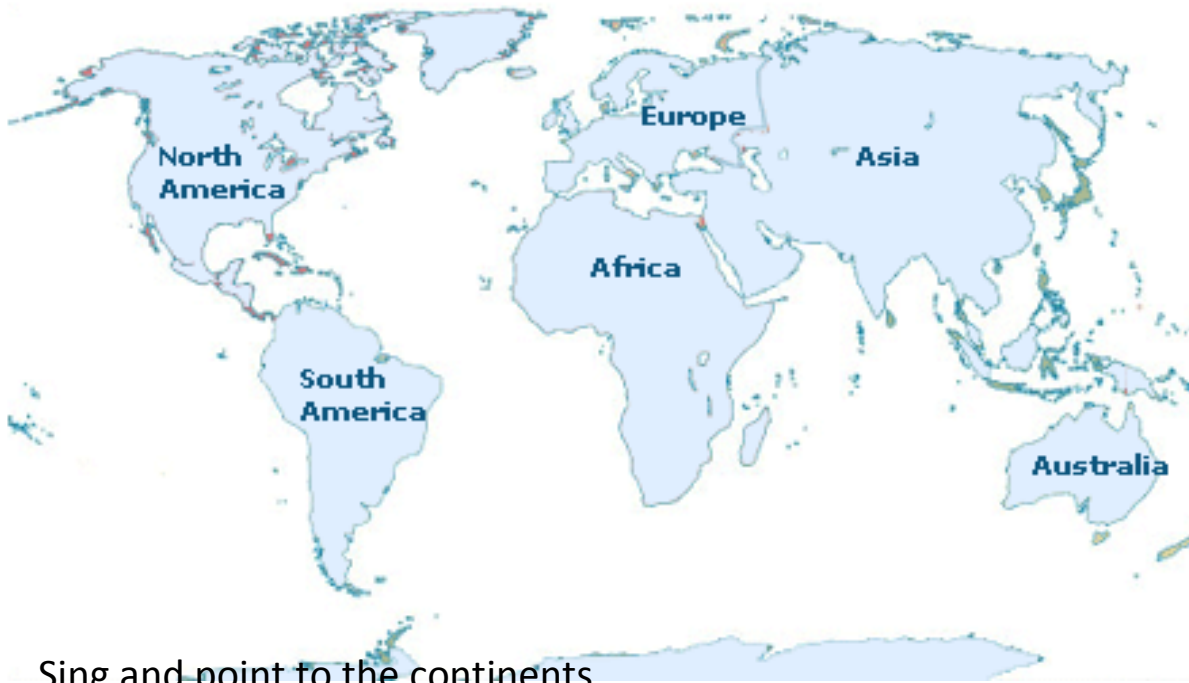 Europe
North
America
Asia
Africa
South
America
Australia
Sing and point to the continents